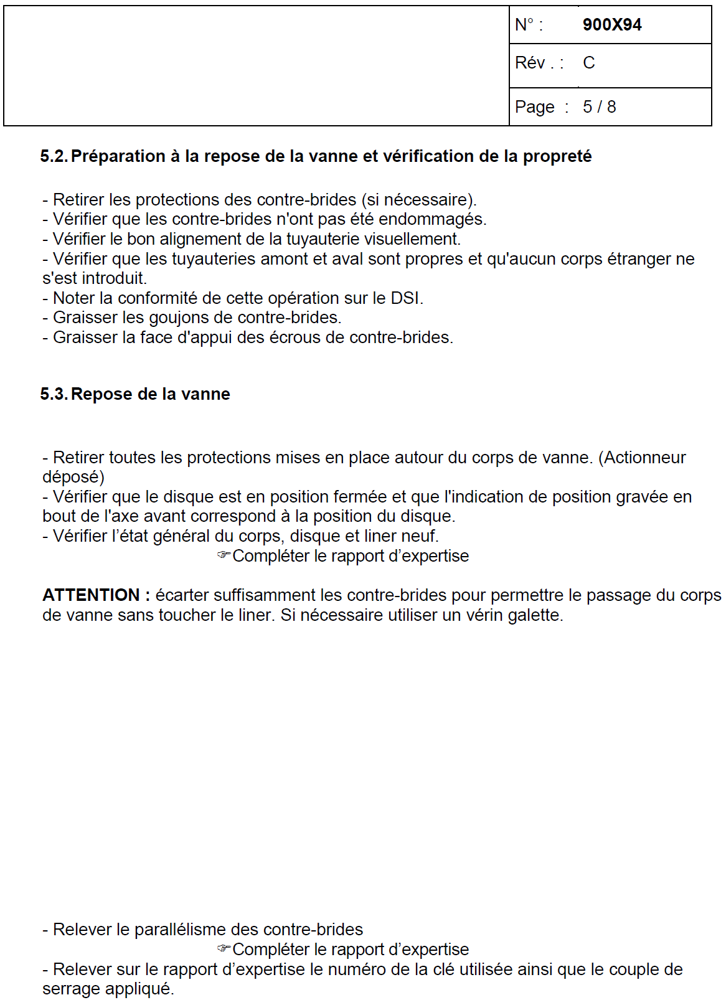 N° : 900X94
Rév . : C
Page : 5 / 8
5.2. Préparation à la repose de la vanne et vérification de la propreté
- Retirer les protections des contre-brides (si nécessaire).
- Vérifier que les contre-brides n'ont pas été endommagés.
- Vérifier le bon alignement de la tuyauterie visuellement.
- Vérifier que les tuyauteries amont et aval sont propres et qu'aucun corps étranger ne
s'est introduit.
- Noter la conformité de cette opération sur le DSI.
- Graisser les goujons de contre-brides.
- Graisser la face d'appui des écrous de contre-brides.
5.3. Repose de la vanne
- Retirer toutes les protections mises en place autour du corps de vanne. (Actionneur
déposé)
- Vérifier que le disque est en position fermée et que l'indication de position gravée en
bout de l'axe avant correspond à la position du disque.
- Vérifier l’état général du corps, disque et liner neuf.
☞Compléter le rapport d’expertise
ATTENTION : écarter suffisamment les contre-brides pour permettre le passage du corps
de vanne sans toucher le liner. Si nécessaire utiliser un vérin galette.
- Relever le parallélisme des contre-brides
☞Compléter le rapport d’expertise
- Relever sur le rapport d’expertise le numéro de la clé utilisée ainsi que le couple de
serrage appliqué.